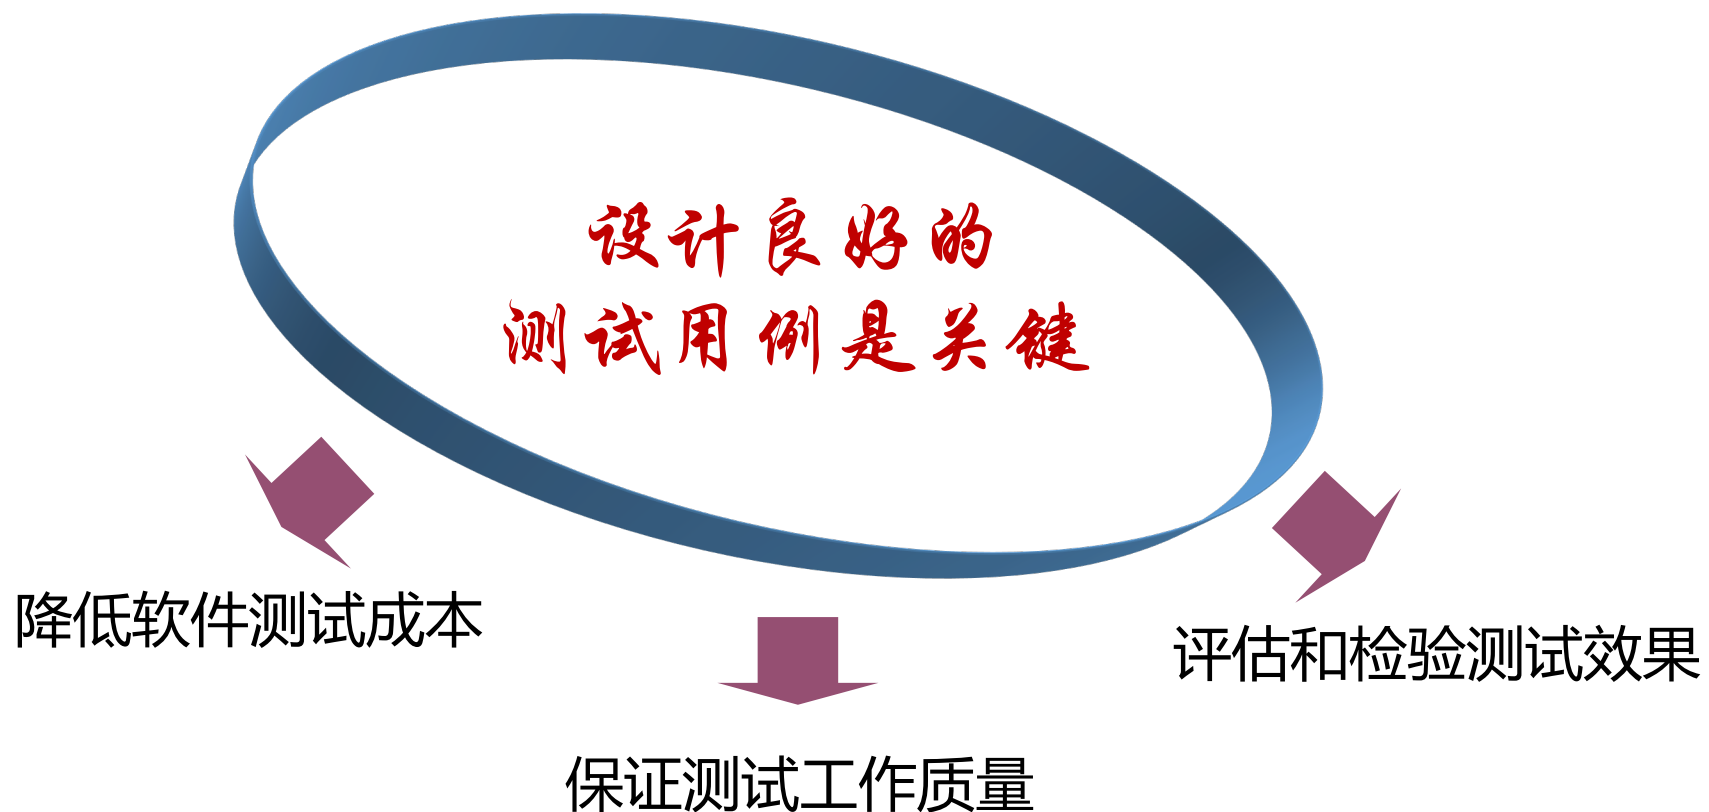 设计良好的
测试用例是关键
降低软件测试成本
评估和检验测试效果
保证测试工作质量